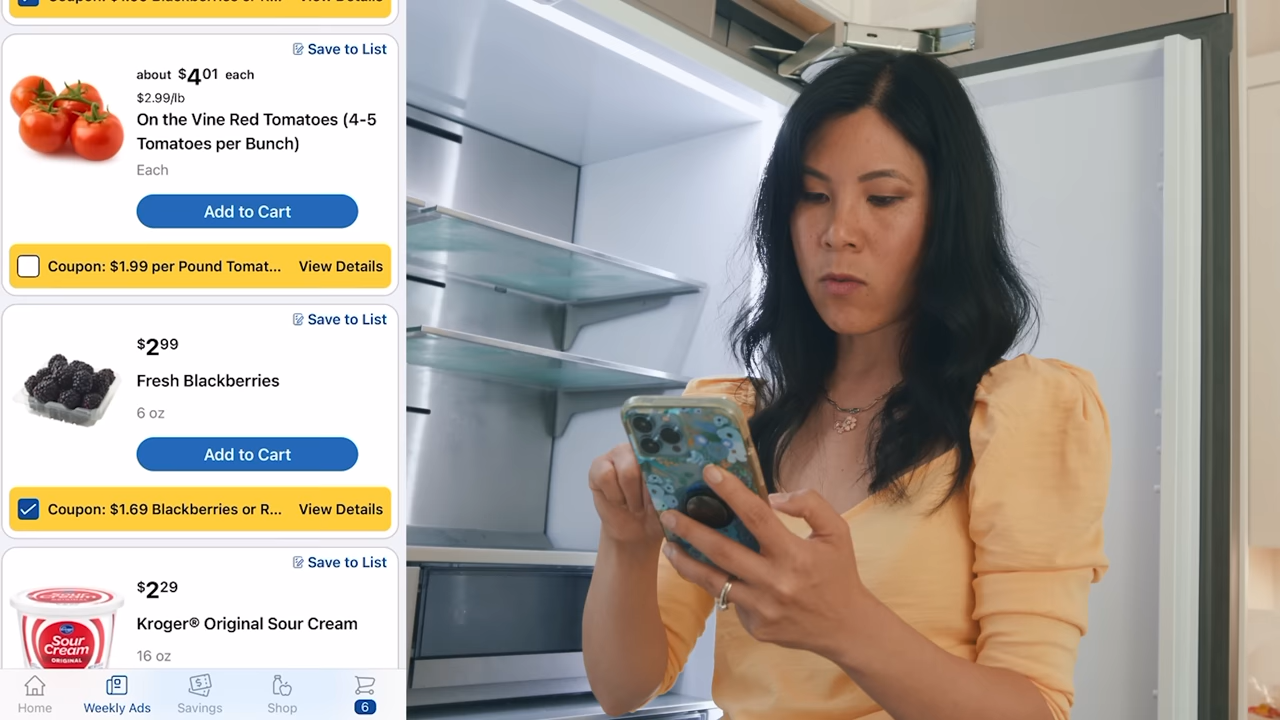 View Details
Save to List
about $4.01 each
$2.99/lb
On the Vine Red Tomatoes (4-5
Tomatoes per Bunch)
Each
Add to Cart
Coupon: $1.99 per Pound Tomat... View Details
Save to List
$2.99
Fresh Blackberries
6 oz
Add to Cart
Coupon: $1.69 Blackberries or R... View Details
Save to List
$2.29
Kroger® Original Sour Cream
16 oz
Sour
Cream
ORIGINAL
Home Weekly Ads Savings Shop 6